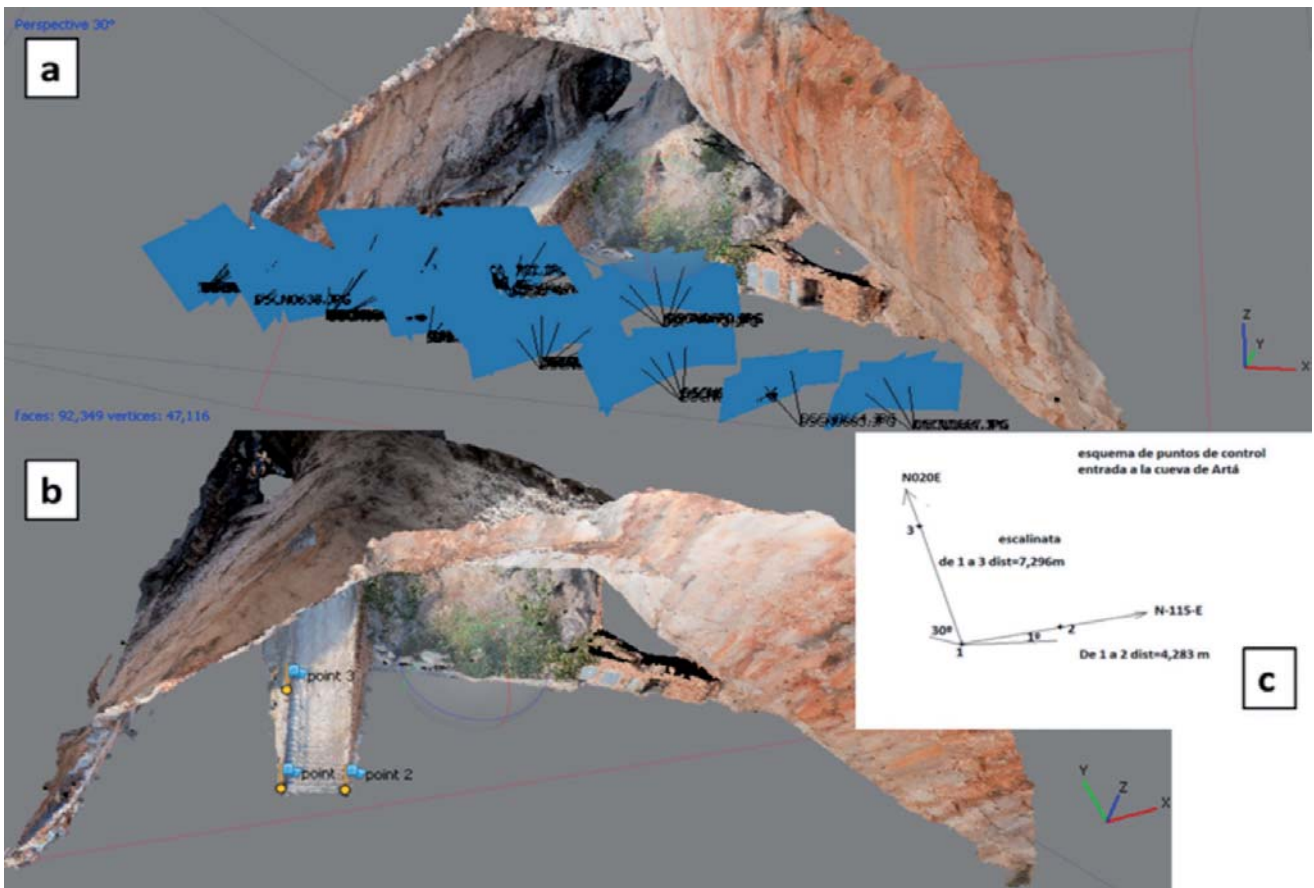 Perspective 30°
a
DSCN0638.JPG
DSCN0663.JPG
Z
Y
X
faces: 92,349 vertices: 47,116
b
point 3
point
point 2
Y
Z
X
esquema de puntos de control
entrada a la cueva de Artá
N020E
3
escalinata
de 1 a 3 dist=7,296m
N-115-E
30º
1º
2
1
De 1 a 2 dist=4,283 m
c